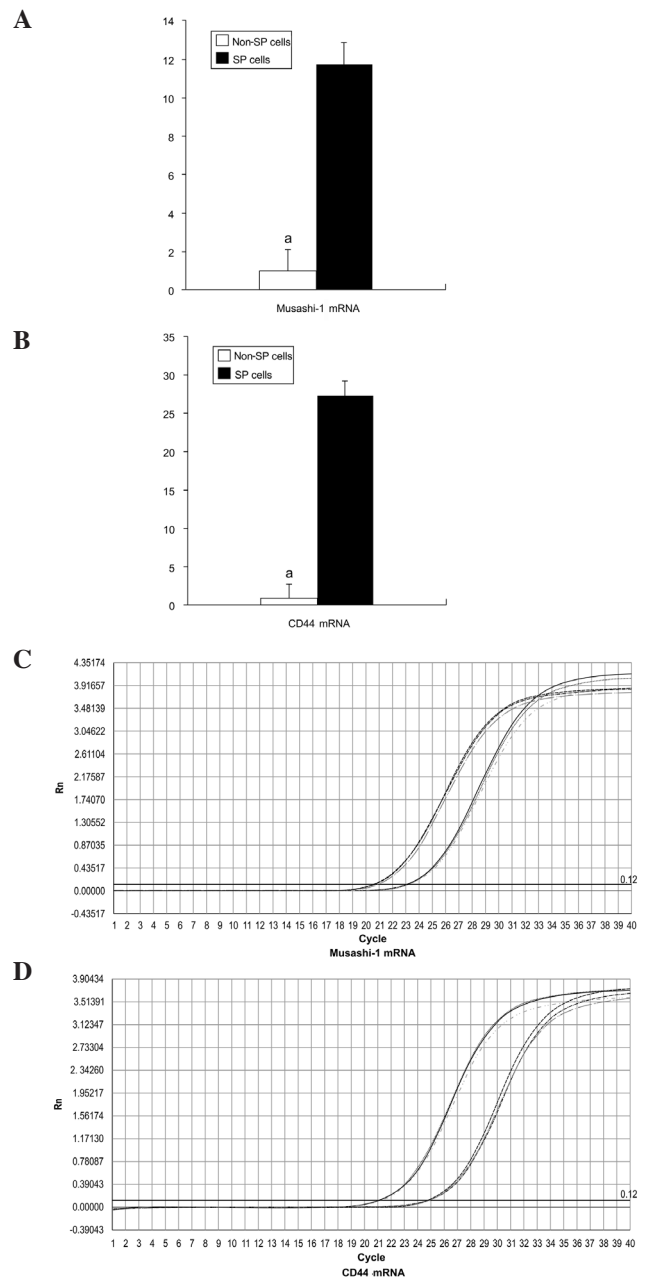 A
14
12
10
8
6
4
2
0
Non-SP cells
SP cells
a
Musashi-1 mRNA
B
35
30
25
20
15
10
5
0
Non-SP cells
SP cells
a
CD44 mRNA
C
4.35174
3.91657
3.48139
3.04622
2.61104
2.17587
1.74070
1.30552
0.87035
0.43517
0.00000
-0.43517
Rn
0.12
1 2 3 4 5 6 7 8 9 10 11 12 13 14 15 16 17 18 19 20 21 22 23 24 25 26 27 28 29 30 31 32 33 34 35 36 37 38 39 40
Cycle
Musashi-1 mRNA
D
3.90434
3.51391
3.12347
2.73304
2. 34260
1.95217
1.56174
1.17130
0.78087
0.39043
0.00000
-0.39043
Rn
0.12
1 2 3 4 5 6 7 8 9 10 11 12 13 14 15 16 17 18 19 20 21 22 23 24 25 26 27 28 29 30 31 32 33 34 35 36 37 38 39 40
Cycle
CD44 mRNA